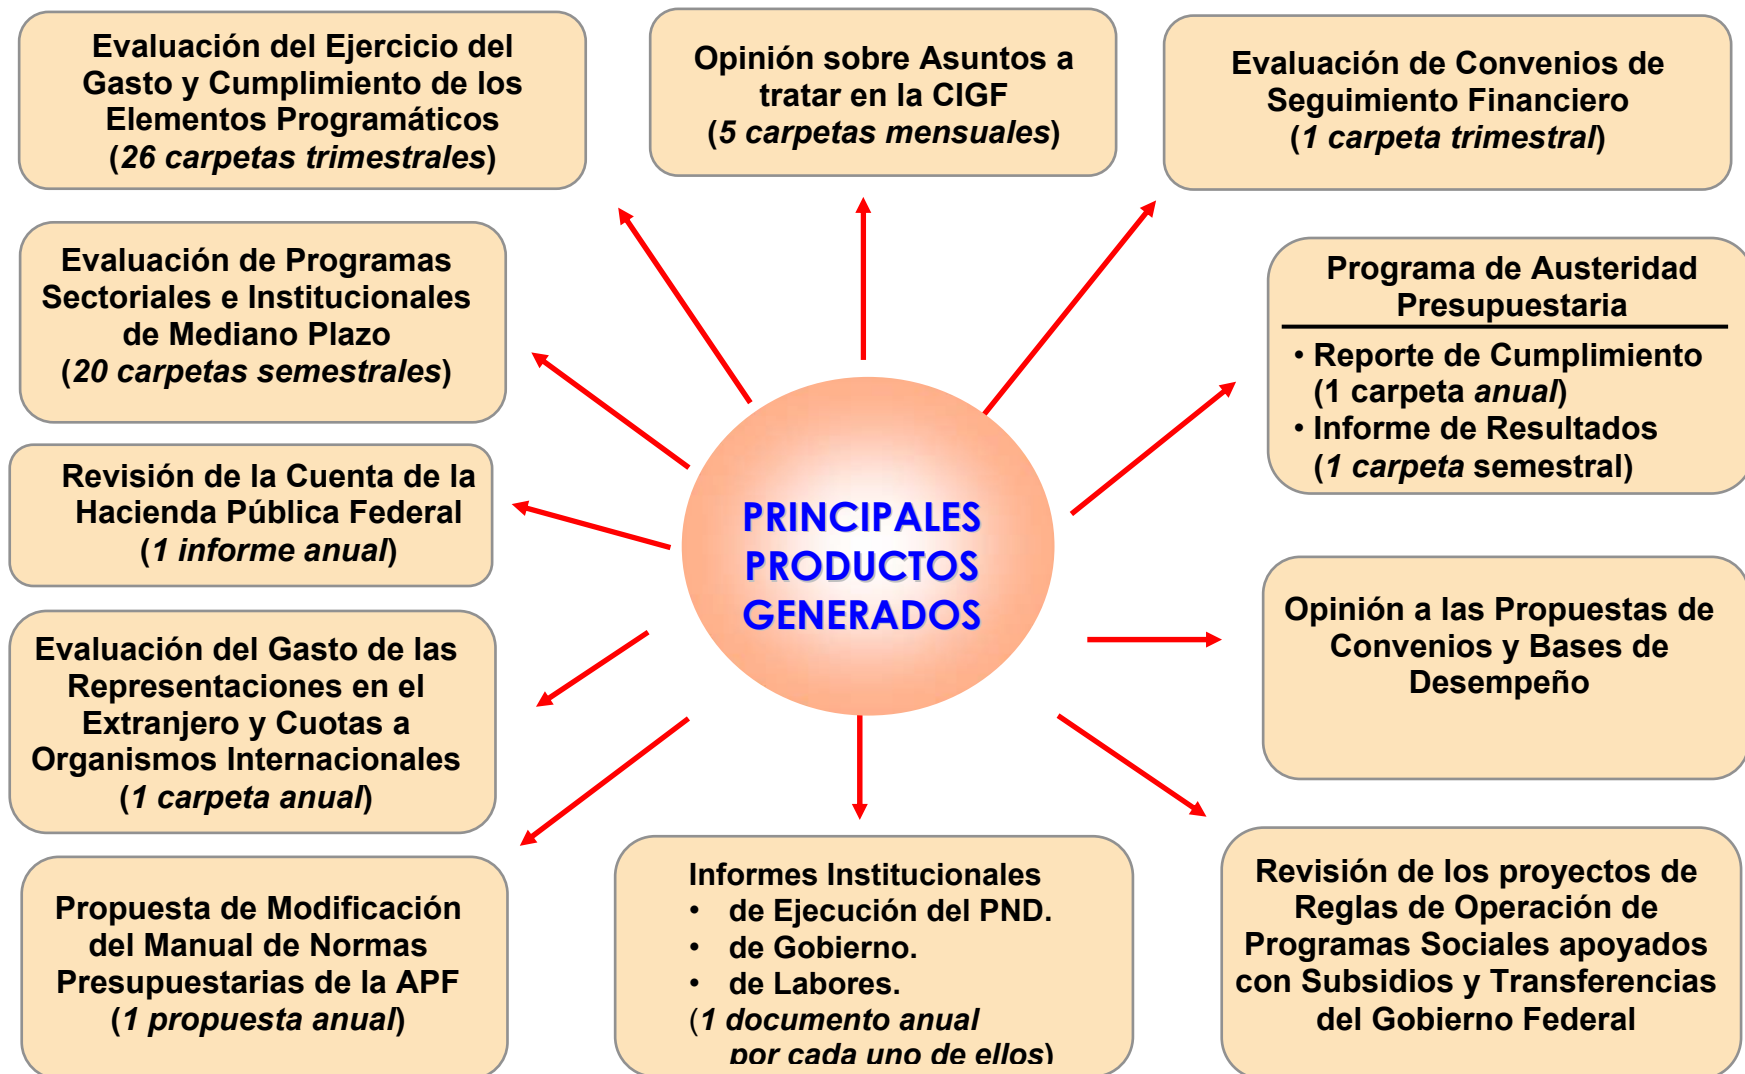 Evaluación del Ejercicio del
Gasto y Cumplimiento de los
Elementos Programáticos
(26 carpetas trimestrales)
Opinión sobre Asuntos a
tratar en la CIGF
(5 carpetas mensuales)
Evaluación de Convenios de
Seguimiento Financiero
(1 carpeta trimestral)
Evaluación de Programas
Sectoriales e Institucionales
de Mediano Plazo
(20 carpetas semestrales)
Programa de Austeridad
Presupuestaria
• Reporte de Cumplimiento
(1 carpeta anual)
• Informe de Resultados
(1 carpeta semestral)
Revisión de la Cuenta de la
Hacienda Pública Federal
(1 informe anual)
PRINCIPALES
PRODUCTOS
GENERADOS
Opinión a las Propuestas de
Convenios y Bases de
Desempeño
Evaluación del Gasto de las
Representaciones en el
Extranjero y Cuotas a
Organismos Internacionales
(1 carpeta anual)
Propuesta de Modificación
del Manual de Normas
Presupuestarias de la APF
(1 propuesta anual)
Informes Institucionales
• de Ejecución del PND.
• de Gobierno.
• de Labores.
(1 documento anual
por cada uno de ellos)
Revisión de los proyectos de
Reglas de Operación de
Programas Sociales apoyados
con Subsidios y Transferencias
del Gobierno Federal